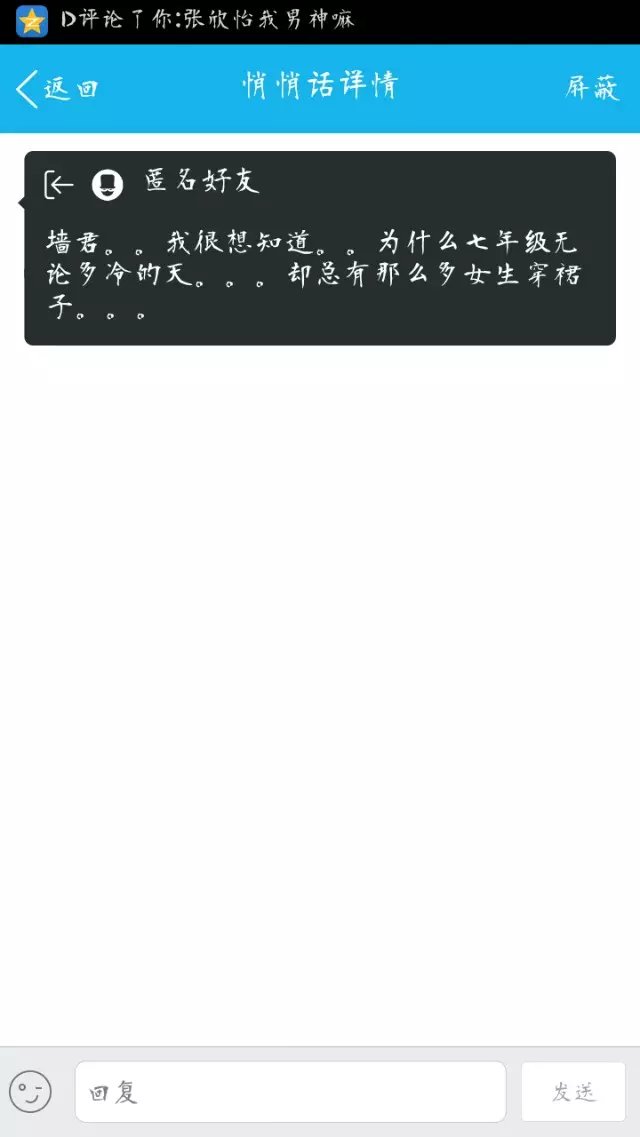 D评论了你:张欣怡我男神嘛
返回
悄悄话详情
屏蔽
匿名好友
墙君。。我很想知道。。为什么七年级无
论多冷的天。。。却总有那么多女生穿裙
子。。。
回复
发送